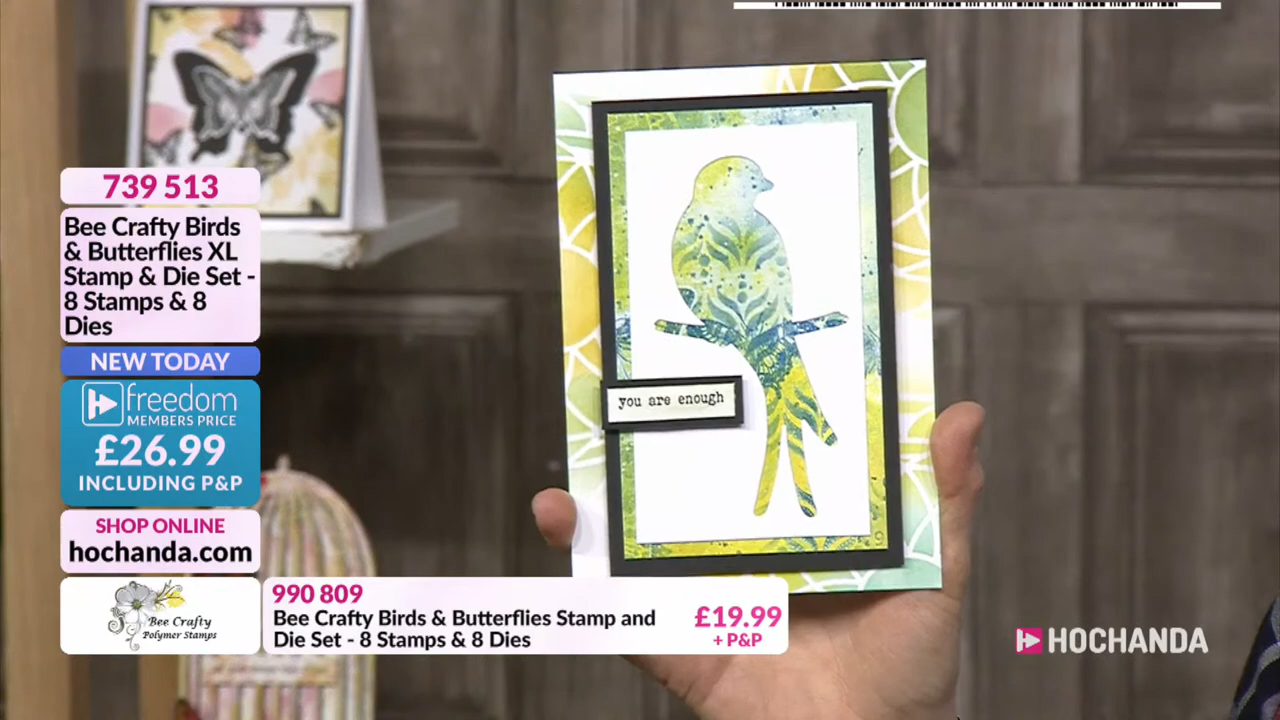 739 513
Bee Crafty Birds
& Butterflies XL
Stamp & Die Set -
8 Stamps & 8
Dies
NEW TODAY
freedom
MEMBERS PRICE
£26.99
INCLUDING P&P
SHOP ONLINE
hochanda.com
Bee Crafty
Polymer Stamps
990 809
Bee Crafty Birds & Butterflies Stamp and
Die Set - 8 Stamps & 8 Dies
£19.99
+ P&P
you are enough
HOCHANDA